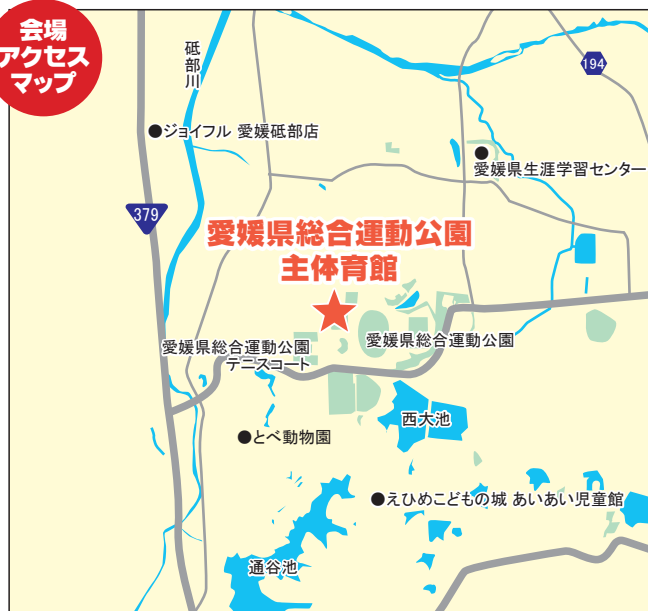 会場
アクセス
マップ
砥部川
194
●ジョイフル 愛媛砥部店
愛媛県生涯学習センター
379
愛媛県総合運動公園
主体育館
愛媛県総合運動公園
テニスコート
愛媛県総合運動公園
西大池
●とべ動物園
●えひめこどもの城 あいあい児童館
通谷池